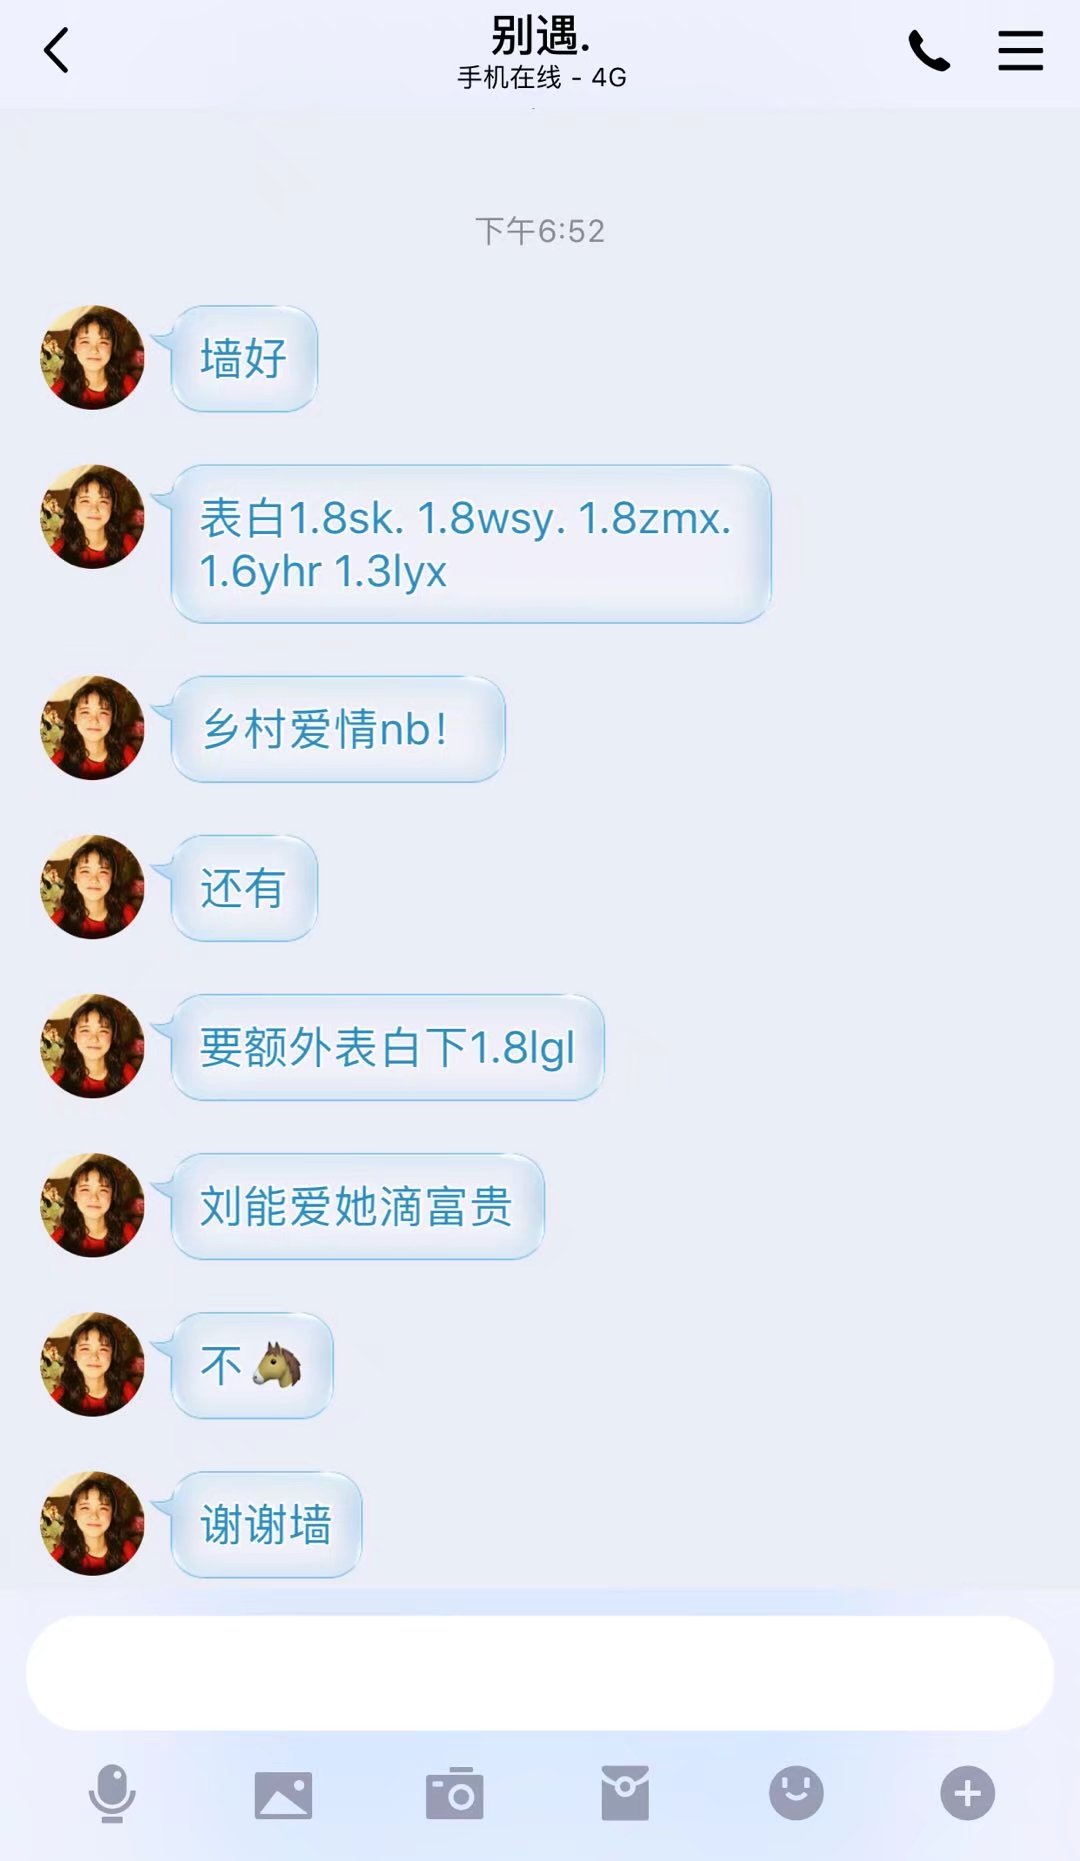 别遇.
手机在线 - 4G
下午6:52
墙好
表白1.8sk. 1.8wsy. 1.8zmx.
1.6yhr 1.3lyx
乡村爱情nb！
还有
要额外表白下1.8lgl
刘能爱她滴富贵
不🐴
谢谢墙